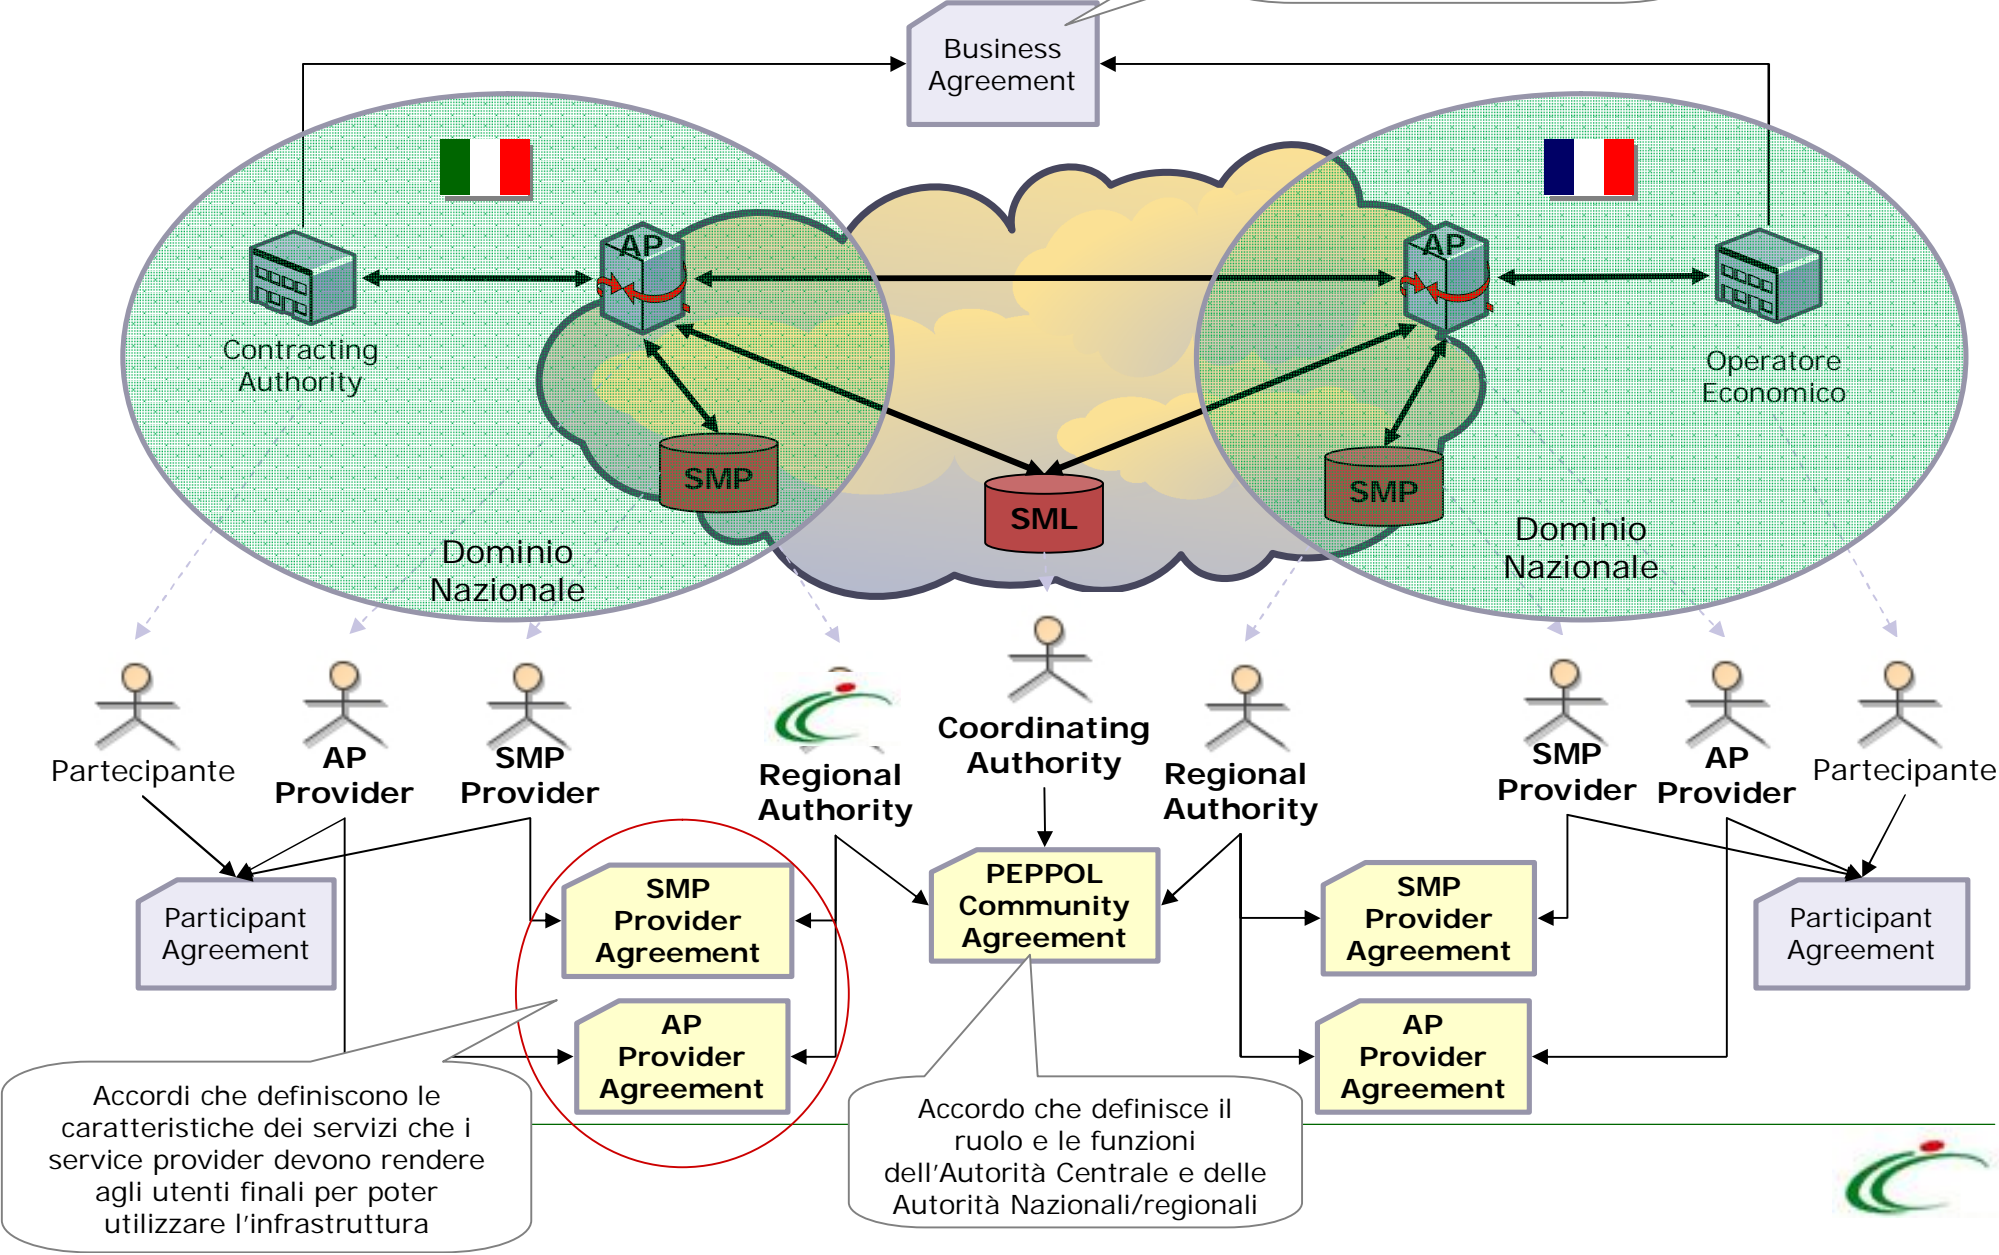 Business
Agreement
AP
AP
Contracting
Authority
Operatore
Economico
SMP
SML
SMP
Dominio
Nazionale
Dominio
Nazionale
Partecipante
AP
Provider
SMP
Provider
Regional
Authority
Coordinating
Authority
Regional
Authority
SMP
Provider
AP
Provider
Partecipante
Participant
Agreement
SMP
Provider
Agreement
PEPPOL
Community
Agreement
SMP
Provider
Agreement
Participant
Agreement
AP
Provider
Agreement
AP
Provider
Agreement
Accordi che definiscono le
caratteristiche dei servizi che i
service provider devono rendere
agli utenti finali per poter
utilizzare l'infrastruttura
Accordo che definisce il
ruolo e le funzioni
dell'Autorità Centrale e delle
Autorità Nazionali/regionali